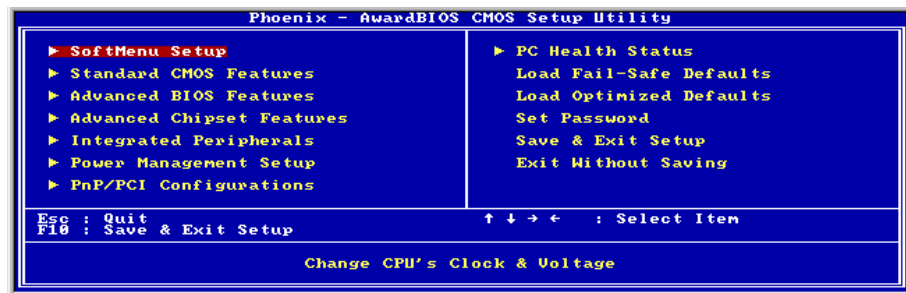 Phoenix - AwardBIOS CMOS Setup Utility
► SoftMenu Setup
► Standard CMOS Features
► Advanced BIOS Features
► Advanced Chipset Features
► Integrated Peripherals
► Power Management Setup
► PnP/PCI Configurations
► PC Health Status
Load Fail-Safe Defaults
Load Optimized Defaults
Set Password
Save & Exit Setup
Exit Without Saving
Esc : Quit
F10 : Save & Exit Setup
↑ ↓ → ← : Select Item
Change CPU's Clock & Voltage